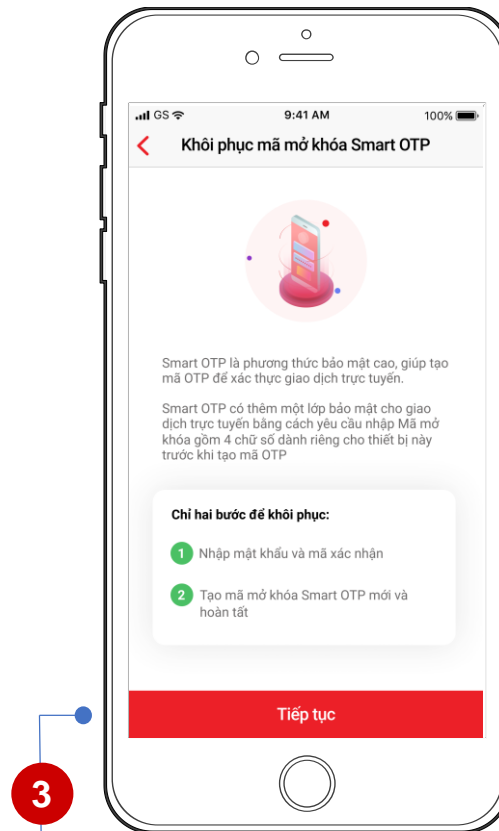 GS 9:41 AM 100%
Khôi phục mã mở khóa Smart OTP
Smart OTP là phương thức bảo mật cao, giúp tạo
mã OTP để xác thực giao dịch trực tuyến.
Smart OTP có thêm một lớp bảo mật cho giao
dịch trực tuyến bằng cách yêu cầu nhập Mã mở
khóa gồm 4 chữ số dành riêng cho thiết bị này
trước khi tạo mã OTP
Chỉ hai bước để khôi phục:
1 Nhập mật khẩu và mã xác nhận
2 Tạo mã mở khóa Smart OTP mới và
hoàn tất
Tiếp tục
3